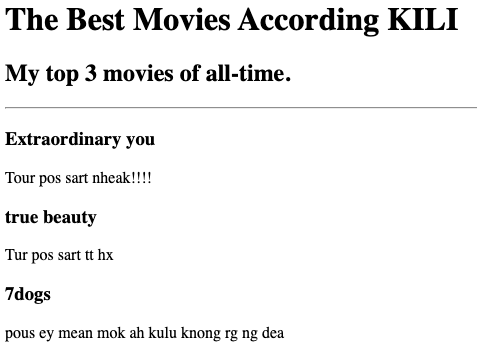 The Best Movies According KILI
My top 3 movies of all-time.
Extraordinary you
Tour pos sart nheak!!!!
true beauty
Tur pos sart tt hx
7dogs
pous ey mean mok ah kulu knong rg ng dea